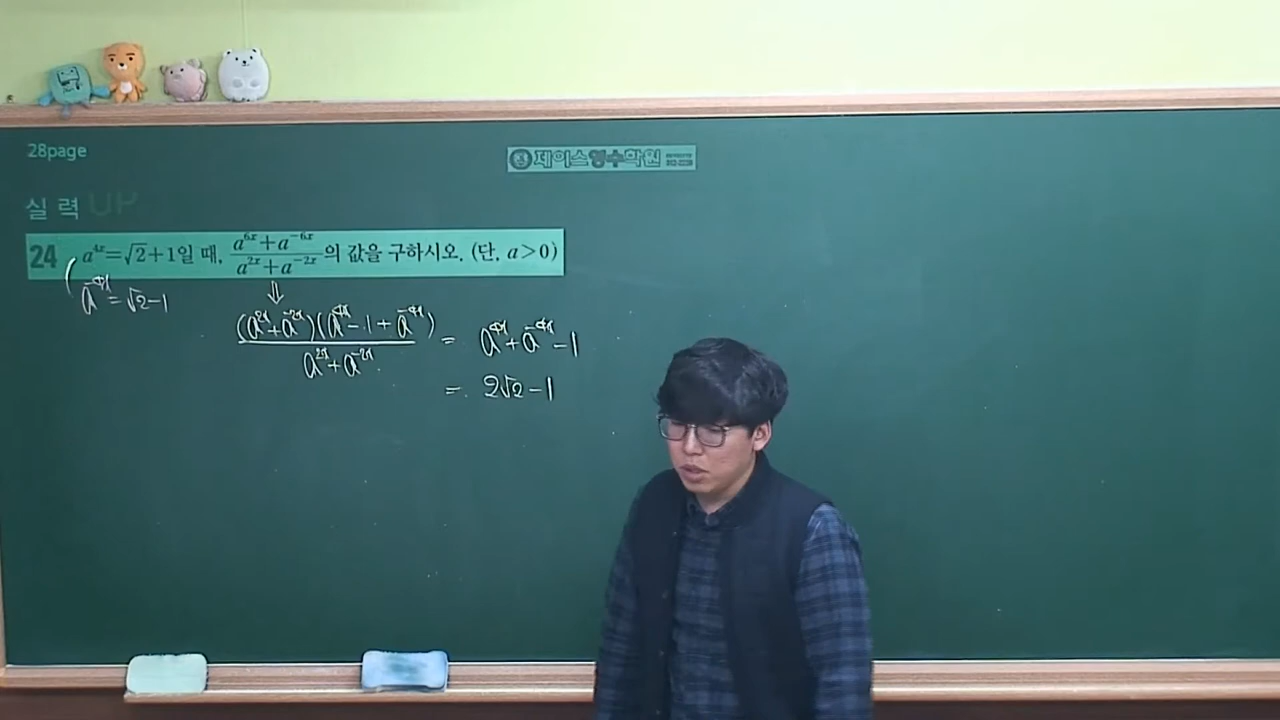 28page
제이스영수학원
실력 UP
24 a^{4x}=√2+1일 때, \frac{a^{6x}+a^{-6x}}{a^{2x}+a^{-2x}}의 값을 구하시오. (단, a>0)
a^{-4x}=√2-1
⇓
\frac{(a^{2x}+a^{-2x})(a^{4x}-1+a^{-4x})}{a^{2x}+a^{-2x}} = a^{4x}+a^{-4x}-1
= 2√2-1